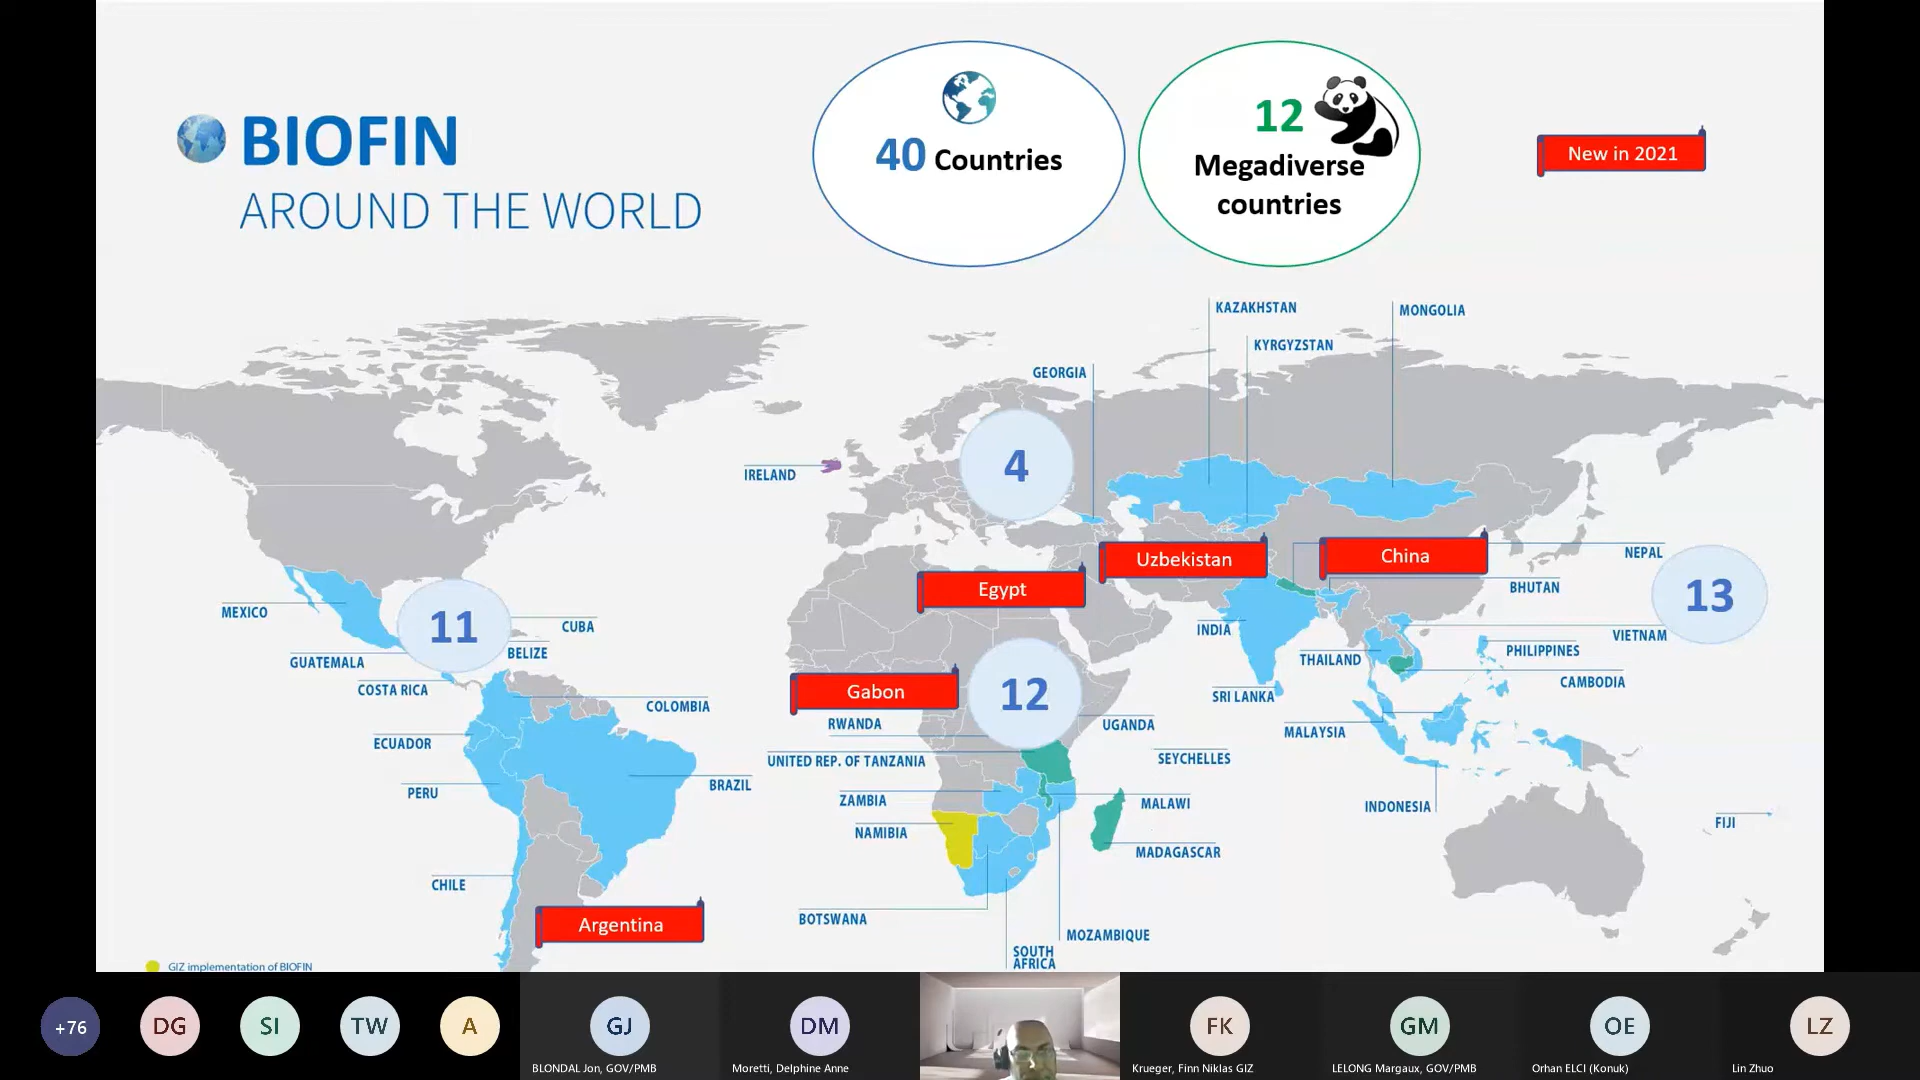 BIOFIN
AROUND THE WORLD
40 Countries
12
Megadiverse
countries
New in 2021
KAZAKHSTAN
MONGOLIA
KYRGYZSTAN
GEORGIA
IRELAND
4
Uzbekistan
China
NEPAL
Egypt
BHUTAN
13
MEXICO
11
CUBA
BELIZE
INDIA
VIETNAM
GUATEMALA
THAILAND
PHILIPPINES
COSTA RICA
CAMBODIA
Gabon
12
SRI LANKA
COLOMBIA
RWANDA
UGANDA
MALAYSIA
ECUADOR
UNITED REP. OF TANZANIA
SEYCHELLES
PERU
BRAZIL
ZAMBIA
MALAWI
INDONESIA
NAMIBIA
FIJI
MADAGASCAR
CHILE
BOTSWANA
Argentina
MOZAMBIQUE
SOUTH
AFRICA
GIZ implementation of BIOFIN
+76
DG
SI
TW
A
GJ
DM
FK
GM
OE
LZ
BLONDAL Jon, GOV/PMB
Moretti, Delphine Anne
Krueger, Finn Niklas GIZ
LELONG Margaux, GOV/PMB
Orhan ELCI (Konuk)
Lin Zhuo